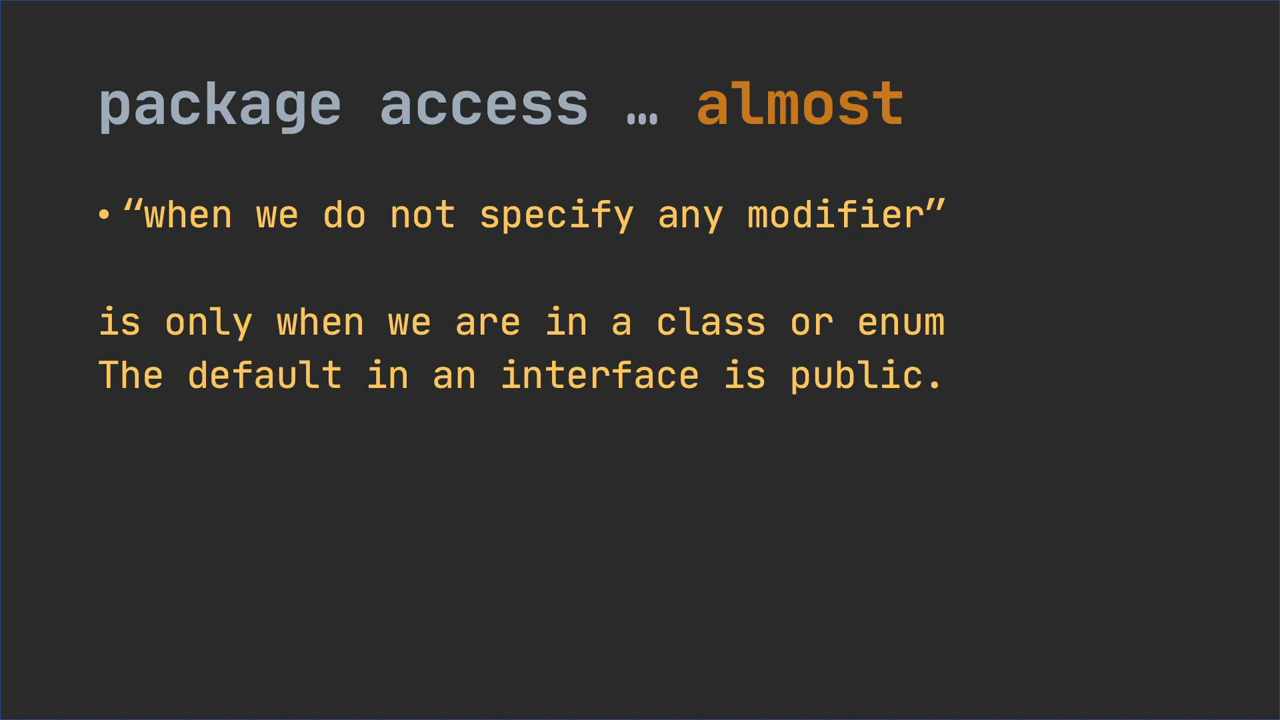 package access … almost
• “when we do not specify any modifier”
is only when we are in a class or enum
The default in an interface is public.